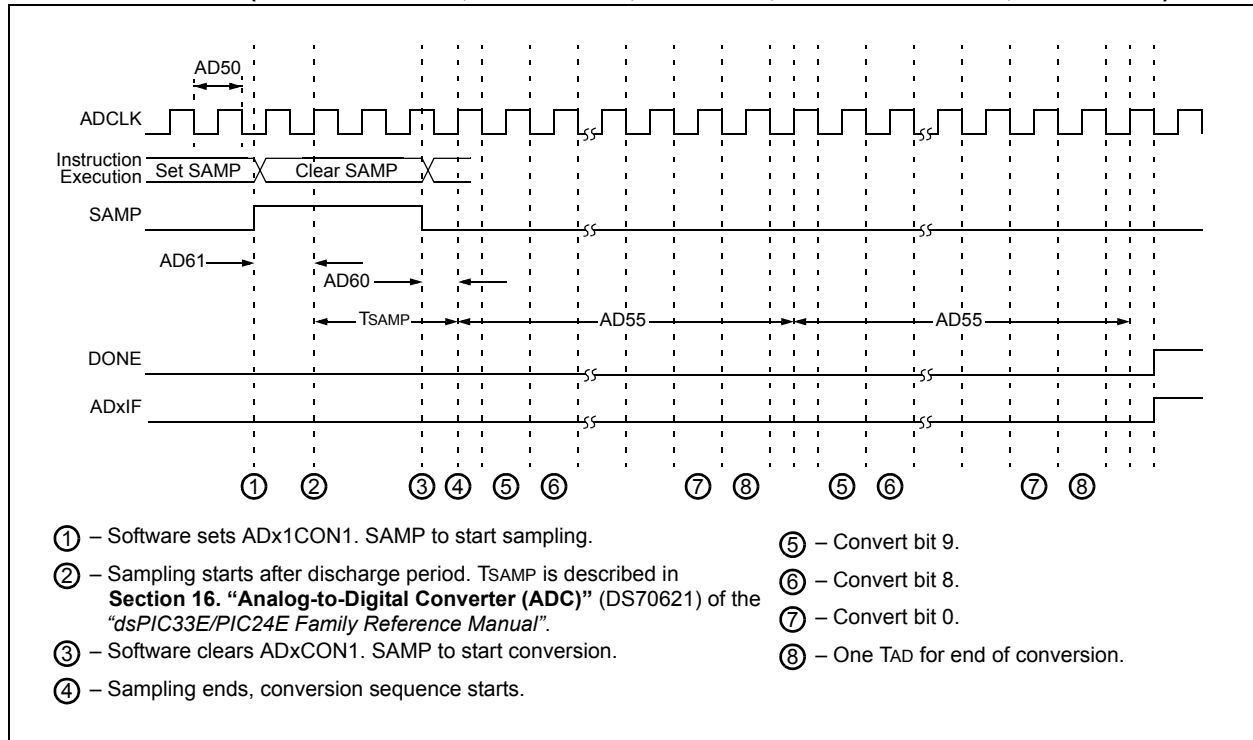 AD50
ADCLK
Instruction
Execution
Set SAMP
Clear SAMP
SAMP
AD61
AD60
TSAMP
AD55
AD55
DONE
ADxIF
1 2 3 4 5 6 7 8 5 6 7 8
1 – Software sets ADx1CON1. SAMP to start sampling.
2 – Sampling starts after discharge period. TSAMP is described in
Section 16. “Analog-to-Digital Converter (ADC)” (DS70621) of the
“dsPIC33E/PIC24E Family Reference Manual”.
3 – Software clears ADxCON1. SAMP to start conversion.
4 – Sampling ends, conversion sequence starts.
5 – Convert bit 9.
6 – Convert bit 8.
7 – Convert bit 0.
8 – One TAD for end of conversion.